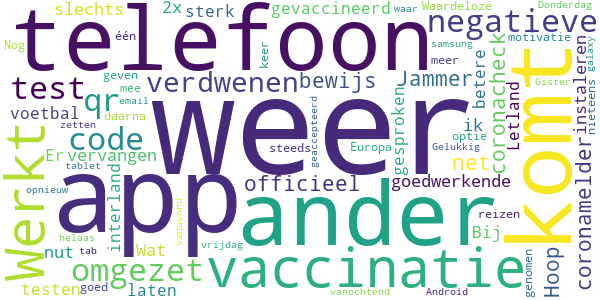 slechts
2x
sterk
gevaccineerd
waar
Waardeloze
Donderdag
Nog
telefoon
één
keer
samsung
negatieve
motivatie
galaxy
test
geven
mee
verdwenen
bewijs
Jammer
meer
betere
installeren
nieteens
Gister
voetbal
qr
email
daarna
weer
geaccepteerd
gesproken
ik
Letland
coronacheck
zetten
code
optie
Werkt
Er
vervangen
steeds
Europa
Gelukkig
net
komt
coronamelder
tablet
opnieuw
app
officieel
goedwerkende
interland
vanavond
ander
reizen
helaas
tab
Wat
vrijdag
Bij
nut
omgezet
vaccinatie
Hoop
genomen
testen
goed
laten
vanochtend
Android